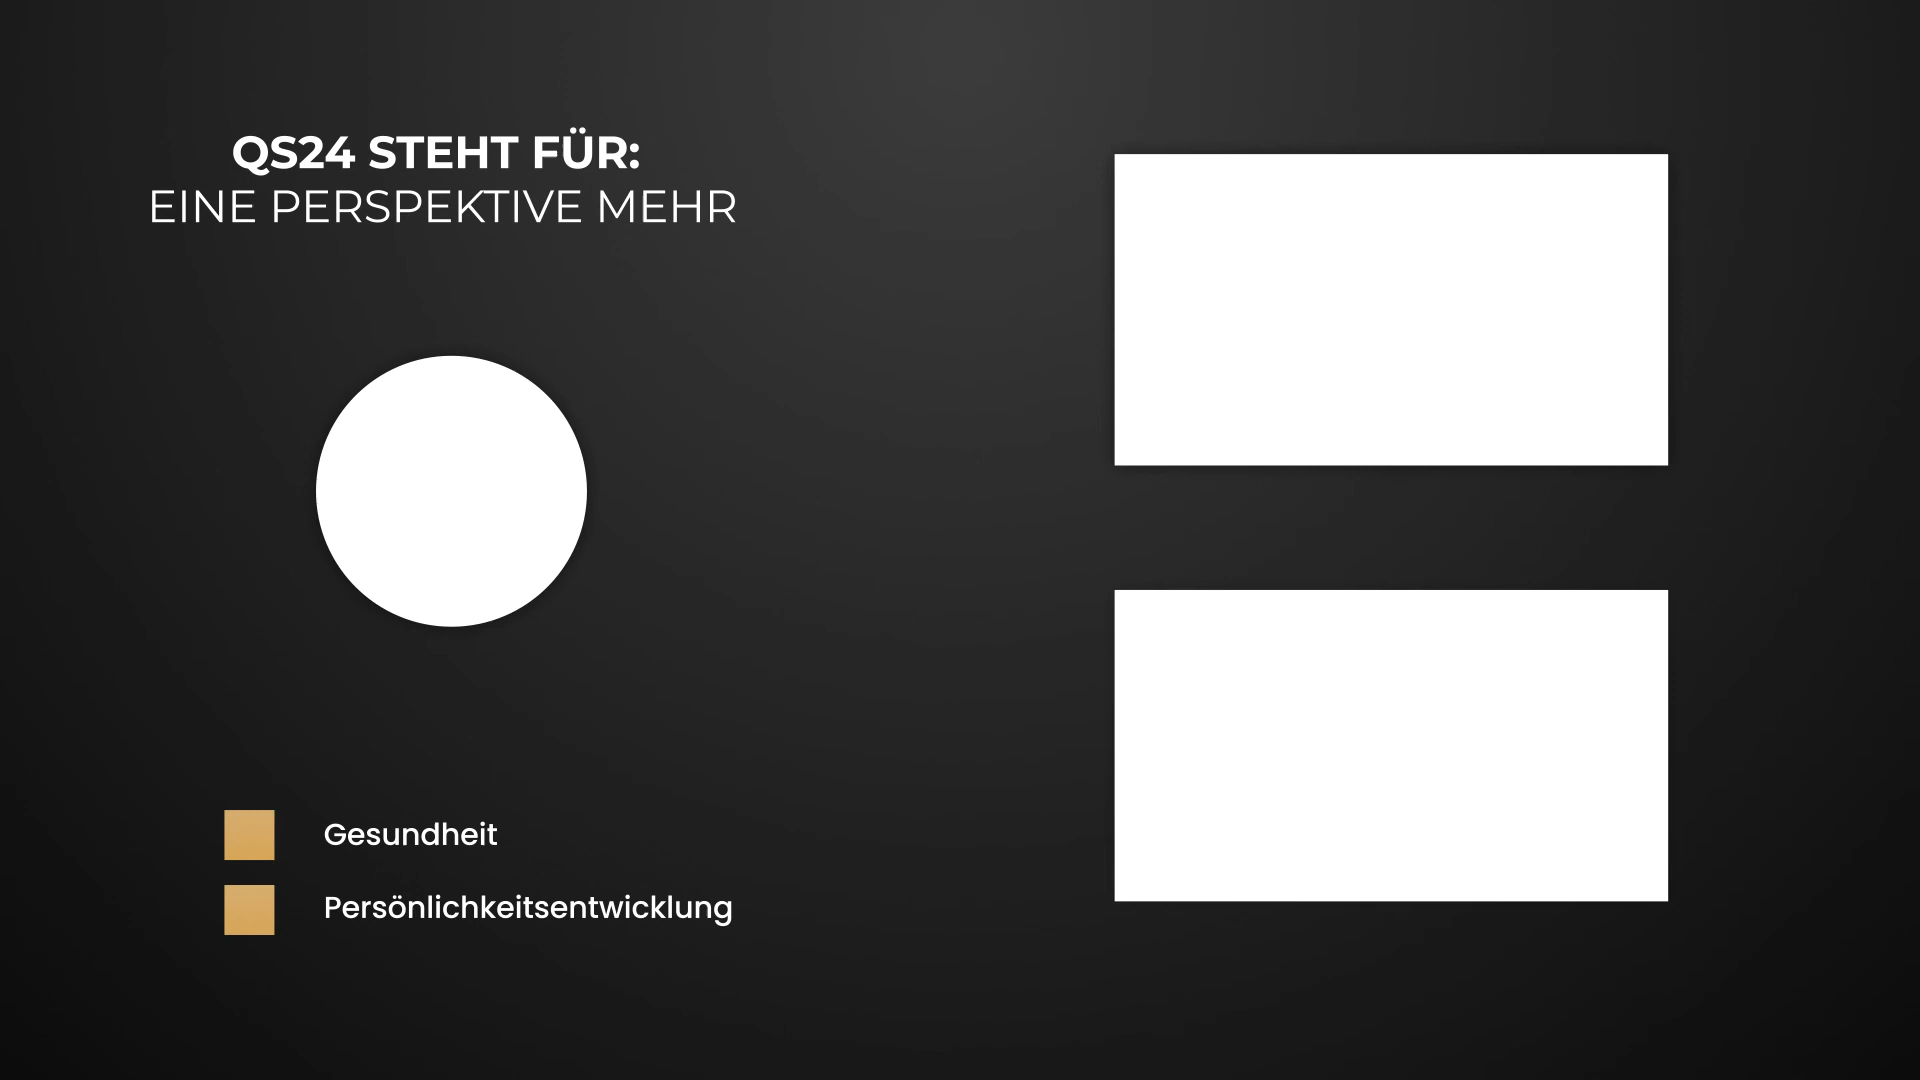 QS24 STEHT FÜR:
EINE PERSPEKTIVE MEHR
Gesundheit
Persönlichkeitsentwicklung